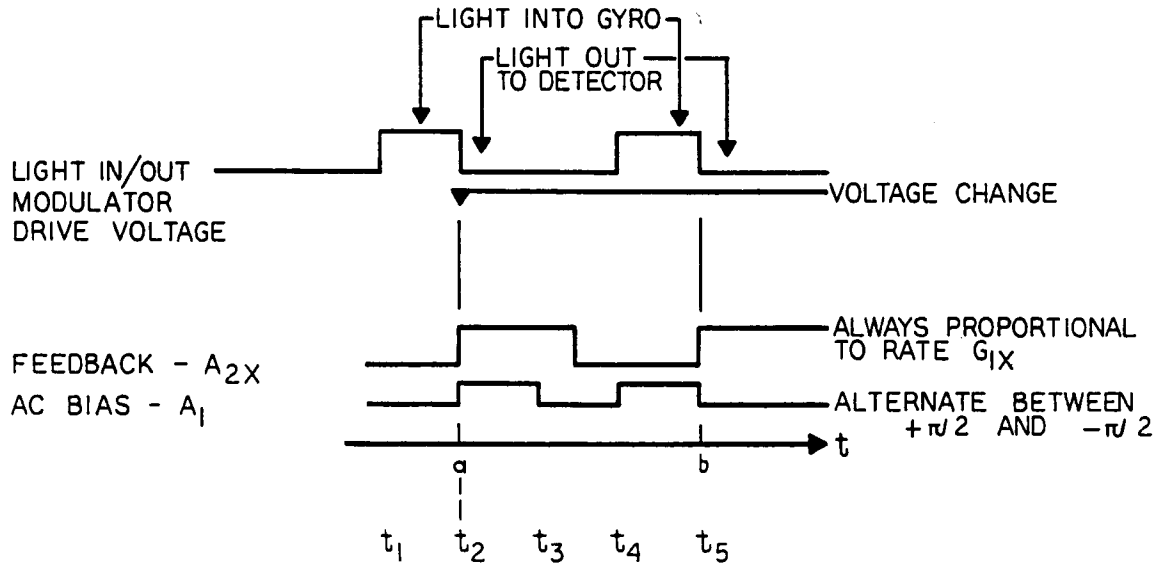 LIGHT INTO GYRO
LIGHT OUT
TO DETECTOR
LIGHT IN/OUT
MODULATOR
DRIVE VOLTAGE
VOLTAGE CHANGE
FEEDBACK - A2X
ALWAYS PROPORTIONAL
TO RATE G1X
AC BIAS - A1
ALTERNATE BETWEEN
+π/2 AND -π/2
t
a b
t1 t2 t3 t4 t5